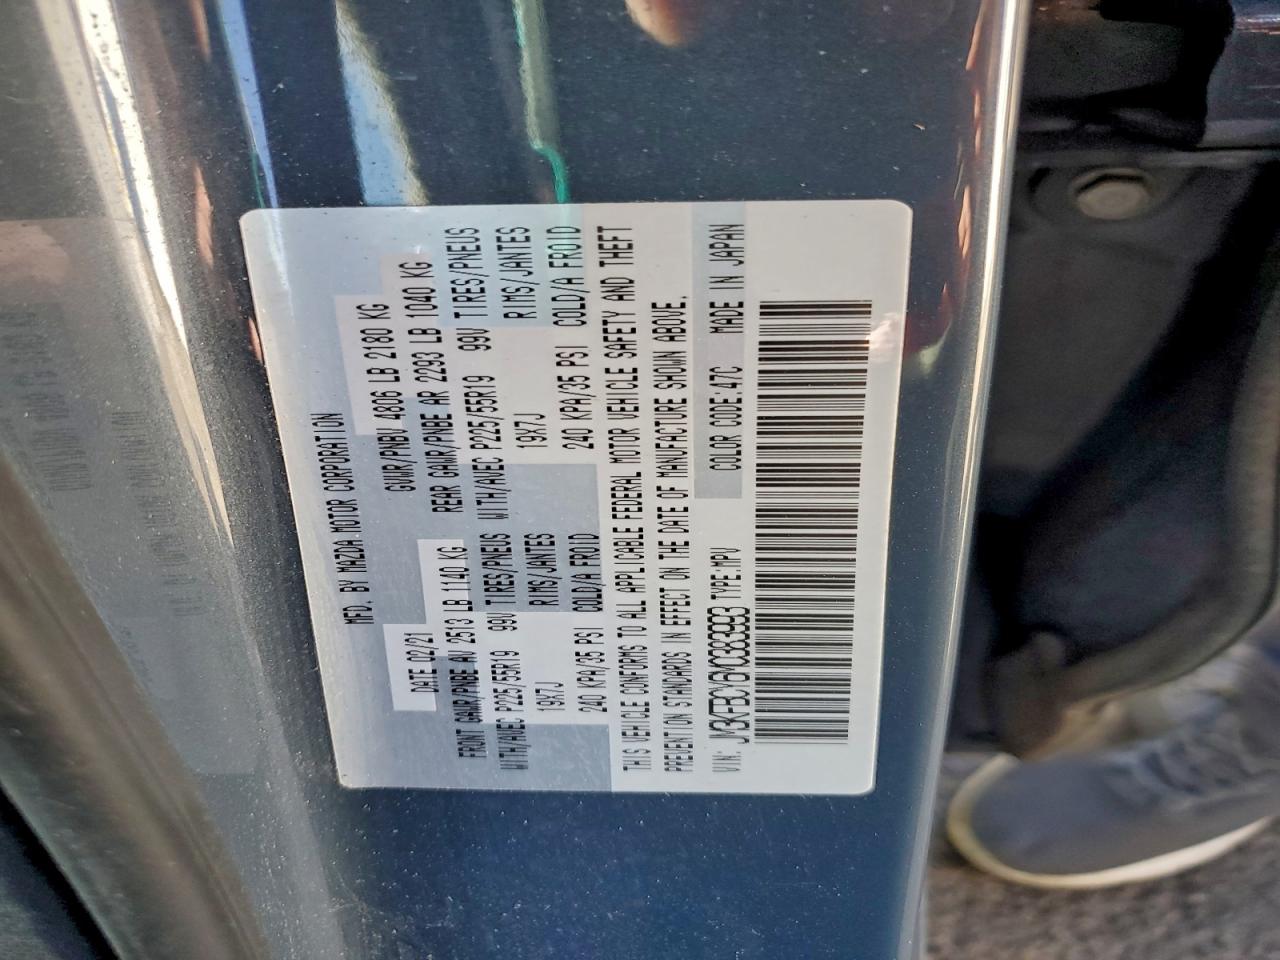 MFD. BY MAZDA MOTOR CORPORATION
DATE 02/21 GVWR/PNBV 4806 LB 2180 KG
FRONT GAWR/PNBE AV 2513 LB 1140 KG REAR GAWR/PNBE AR 2293 LB 1040 KG
WITH/AVEC P225/55R19 99V TIRES/PNEUS WITH/AVEC P225/55R19 99V TIRES/PNEUS
19X7J RIMS/JANTES 19X7J RIMS/JANTES
240 KPA/35 PSI COLD/A FROID 240 KPA/35 PSI COLD/A FROID
THIS VEHICLE CONFORMS TO ALL APPLICABLE FEDERAL MOTOR VEHICLE SAFETY AND THEFT
PREVENTION STANDARDS IN EFFECT ON THE DATE OF MANUFACTURE SHOWN ABOVE.
VIN: TYPE:MPV COLOR CODE:47C MADE IN JAPAN